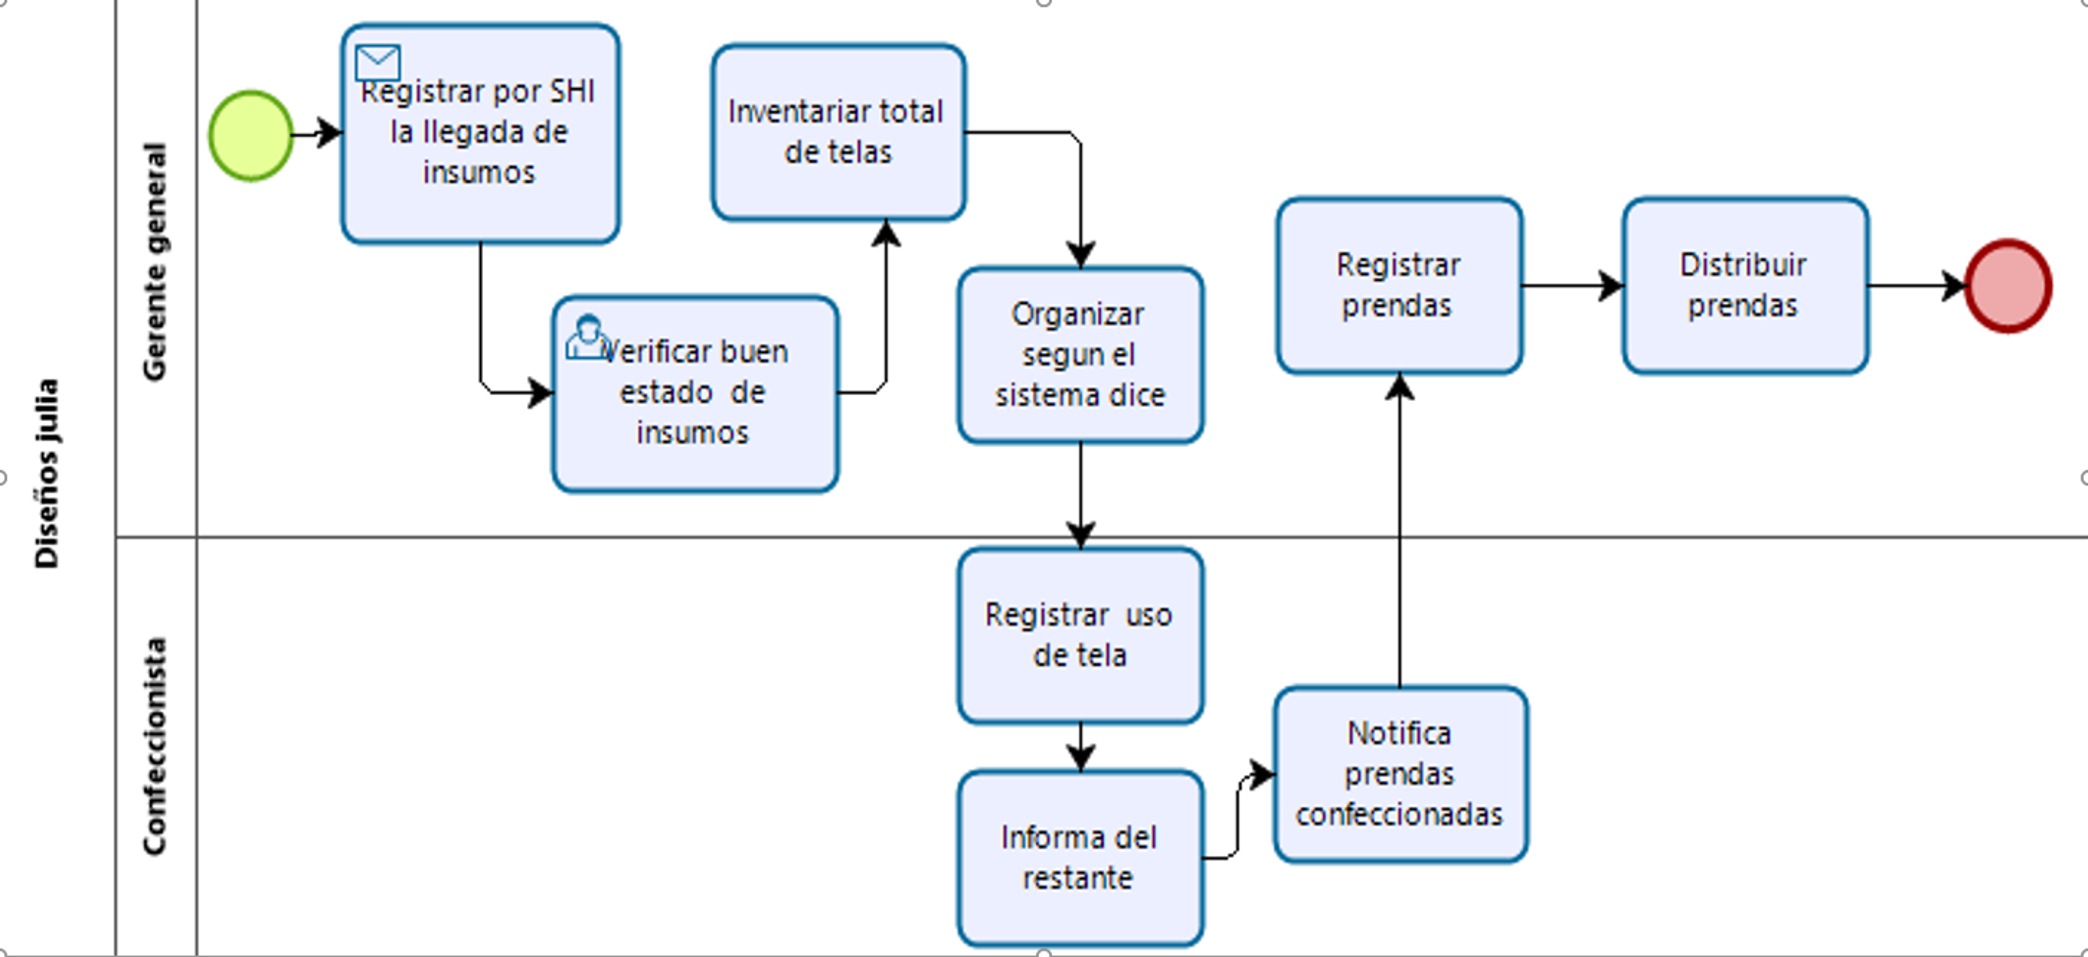 Diseños julia
Gerente general
Registrar por SHI
la llegada de
insumos
Verificar buen
estado de
insumos
Inventariar total
de telas
Organizar
segun el
sistema dice
Registrar
prendas
Distribuir
prendas
Confeccionista
Registrar uso
de tela
Informa del
restante
Notifica
prendas
confeccionadas